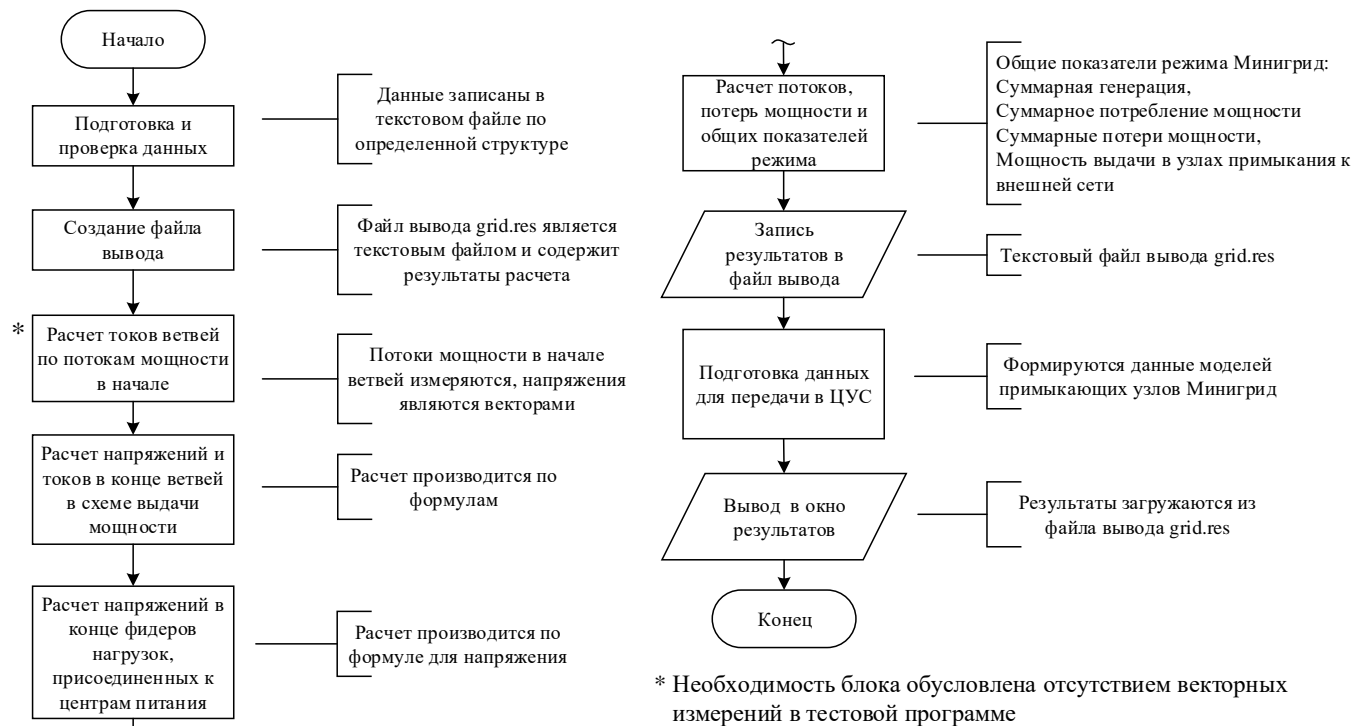 Начало
Подготовка и
проверка данных
Данные записаны в
текстовом файле по
определенной структуре
Создание файла
вывода
Файл вывода grid.res является
текстовым файлом и содержит
результаты расчета
*
Расчет токов ветвей
по потокам мощности
в начале
Потоки мощности в начале
ветвей измеряются, напряжения
являются векторами
Расчет напряжений и
токов в конце ветвей
в схеме выдачи
мощности
Расчет производится по
формулам
Расчет напряжений в
конце фидеров
нагрузок,
присоединенных к
центрам питания
Расчет производится по
формуле для напряжения
Расчет потоков,
потерь мощности и
общих показателей
режима
Общие показатели режима Минигрид:
Суммарная генерация,
Суммарное потребление мощности
Суммарные потери мощности,
Мощность выдачи в узлах примыкания к
внешней сети
Запись
результатов в
файл вывода
Текстовый файл вывода grid.res
Подготовка данных
для передачи в ЦУС
Формируются данные моделей
примыкающих узлов Минигрид
Вывод в окно
результатов
Результаты загружаются из
файла вывода grid.res
Конец
* Необходимость блока обусловлена отсутствием векторных
измерений в тестовой программе